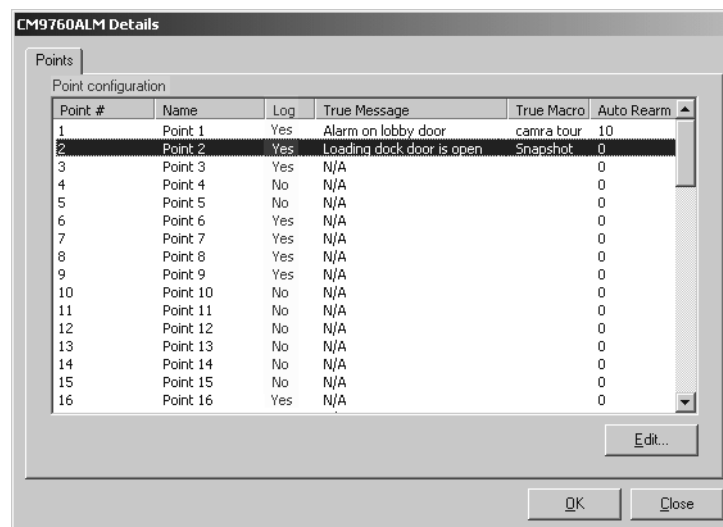 CM9760ALM Details
Points
Point configuration
Point # Name Log True Message True Macro Auto Rearm
1 Point 1 Yes Alarm on lobby door camra tour 10
2 Point 2 Yes Loading dock door is open Snapshot 0
3 Point 3 Yes N/A 0
4 Point 4 No N/A 0
5 Point 5 No N/A 0
6 Point 6 Yes N/A 0
7 Point 7 Yes N/A 0
8 Point 8 Yes N/A 0
9 Point 9 Yes N/A 0
10 Point 10 No N/A 0
11 Point 11 No N/A 0
12 Point 12 No N/A 0
13 Point 13 No N/A 0
14 Point 14 No N/A 0
15 Point 15 No N/A 0
16 Point 16 Yes N/A 0
Edit...
OK Close